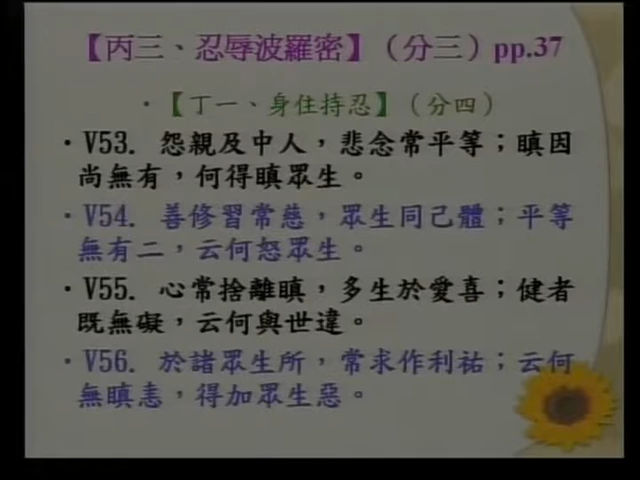 【丙三、忍辱波羅密】（分三）pp.37
•【丁一、身住持忍】（分四）
• V53. 怨親及中人，悲念常平等；瞋因
尚無有，何得瞋眾生。
• V54. 善修習常慈，眾生同己體；平等
無有二，云何怒眾生。
• V55. 心常捨離瞋，多生於愛喜；健者
既無礙，云何與世違。
• V56. 於諸眾生所，常求作利祐；云何
無瞋恚，得加眾生惡。